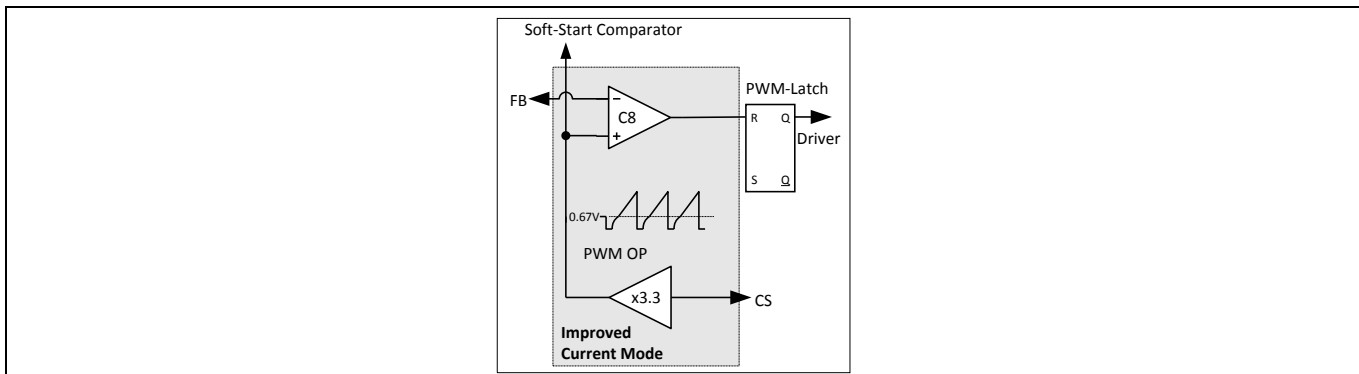 Soft-Start Comparator
FB
C8
PWM-Latch
R Q
Driver
S Q
0.67V
PWM OP
x3.3
CS
Improved
Current Mode